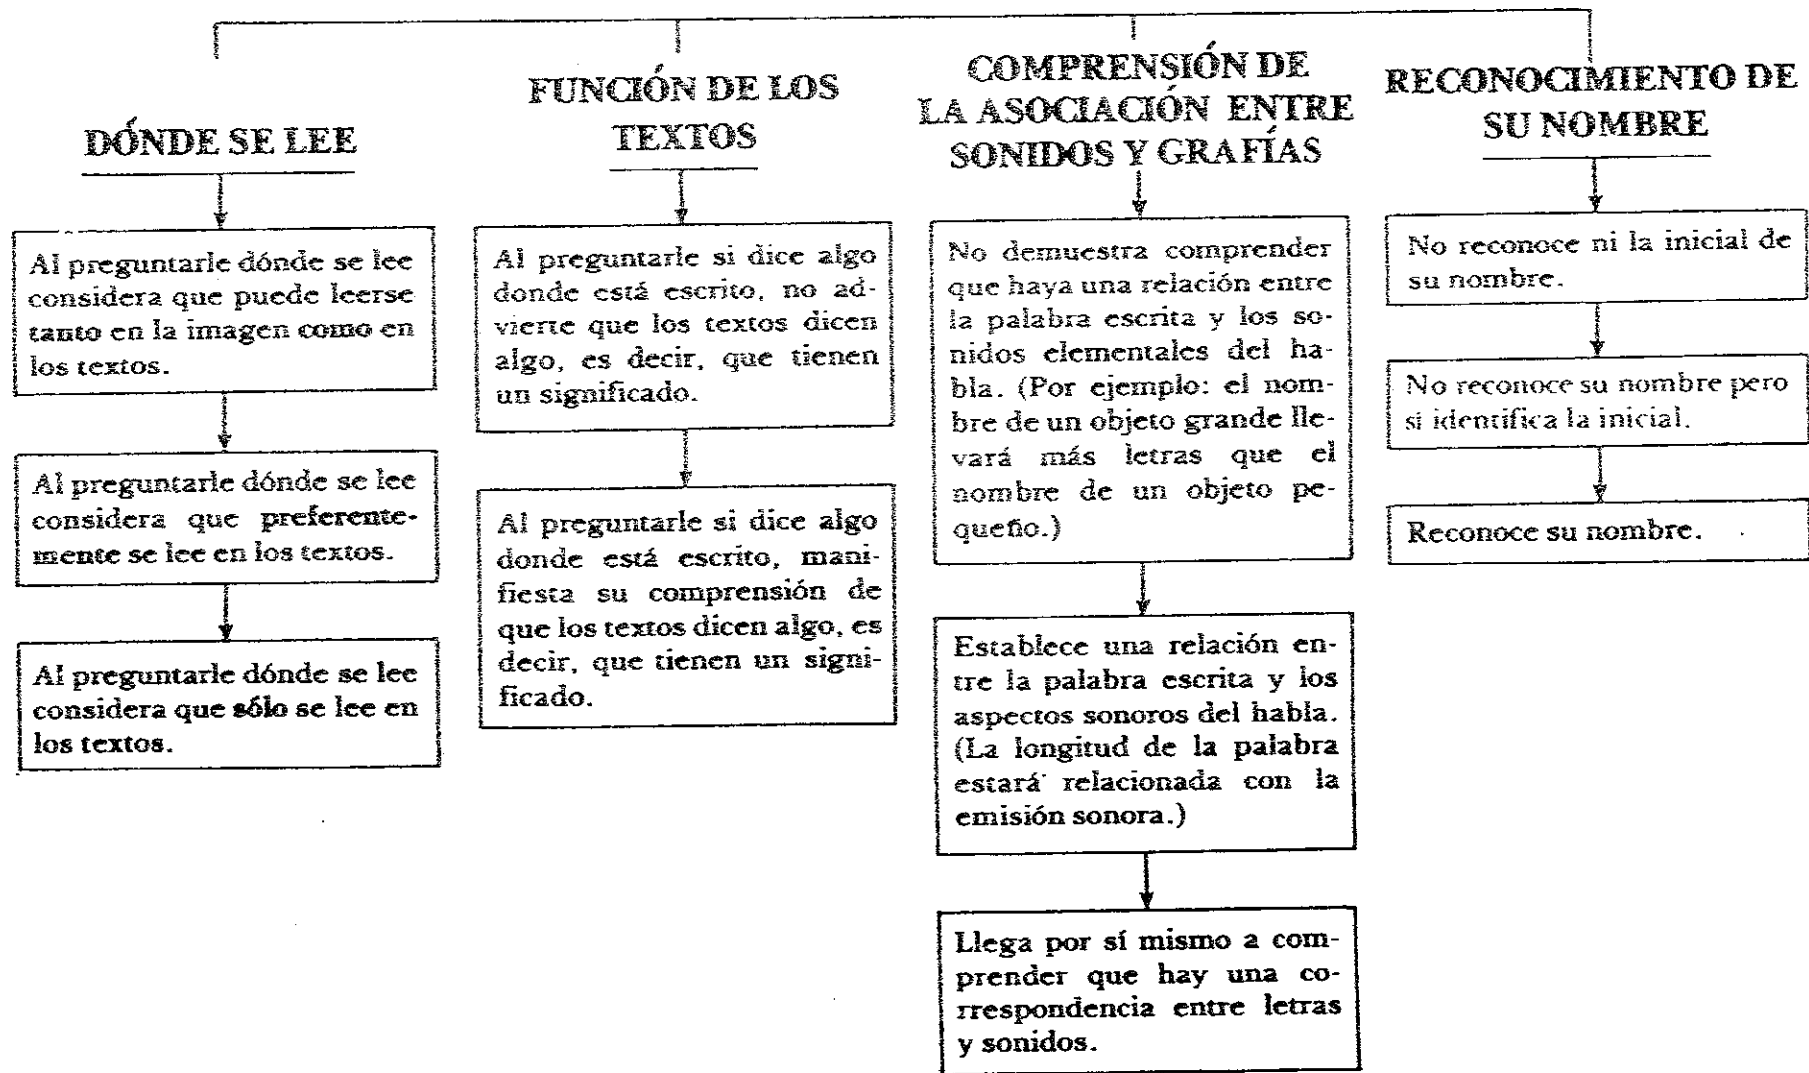 DÓNDE SE LEE
Al preguntarle dónde se lee
considera que puede leerse
tanto en la imagen como en
los textos.
Al preguntarle dónde se lee
considera que preferente-
mente se lee en los textos.
Al preguntarle dónde se lee
considera que sólo se lee en
los textos.
FUNCIÓN DE LOS
TEXTOS
Al preguntarle si dice algo
donde está escrito, no ad-
vierte que los textos dicen
algo, es decir, que tienen
un significado.
Al preguntarle si dice algo
donde está escrito, mani-
fiesta su comprensión de
que los textos dicen algo, es
decir, que tienen un signi-
ficado.
COMPRENSIÓN DE
LA ASOCIACIÓN ENTRE
SONIDOS Y GRAFÍAS
No demuestra comprender
que haya una relación entre
la palabra escrita y los so-
nidos elementales del ha-
bla. (Por ejemplo: el nom-
bre de un objeto grande lle-
vará más letras que el
nombre de un objeto pe-
queño.)
Establece una relación en-
tre la palabra escrita y los
aspectos sonoros del habla.
(La longitud de la palabra
estará relacionada con la
emisión sonora.)
Llega por sí mismo a com-
prender que hay una co-
rrespondencia entre letras
y sonidos.
RECONOCIMIENTO DE
SU NOMBRE
No reconoce ni la inicial de
su nombre.
No reconoce su nombre pero
si identifica la inicial.
Reconoce su nombre.